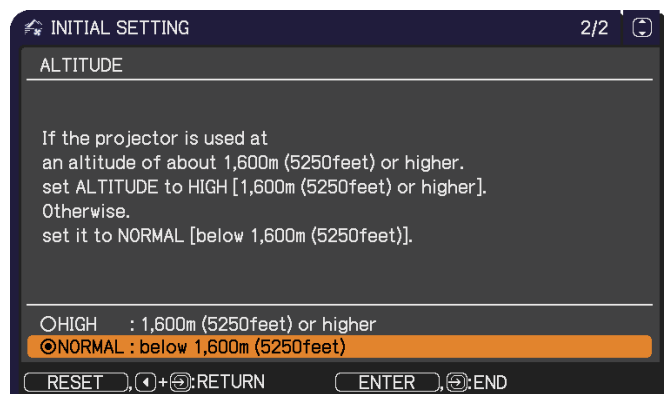 INITIAL SETTING 2/2
ALTITUDE
If the projector is used at
an altitude of about 1,600m (5250feet) or higher.
set ALTITUDE to HIGH [1,600m (5250feet) or higher].
Otherwise.
set it to NORMAL [below 1,600m (5250feet)].
HIGH : 1,600m (5250feet) or higher
NORMAL : below 1,600m (5250feet)
RESET , + :RETURN ENTER , :END